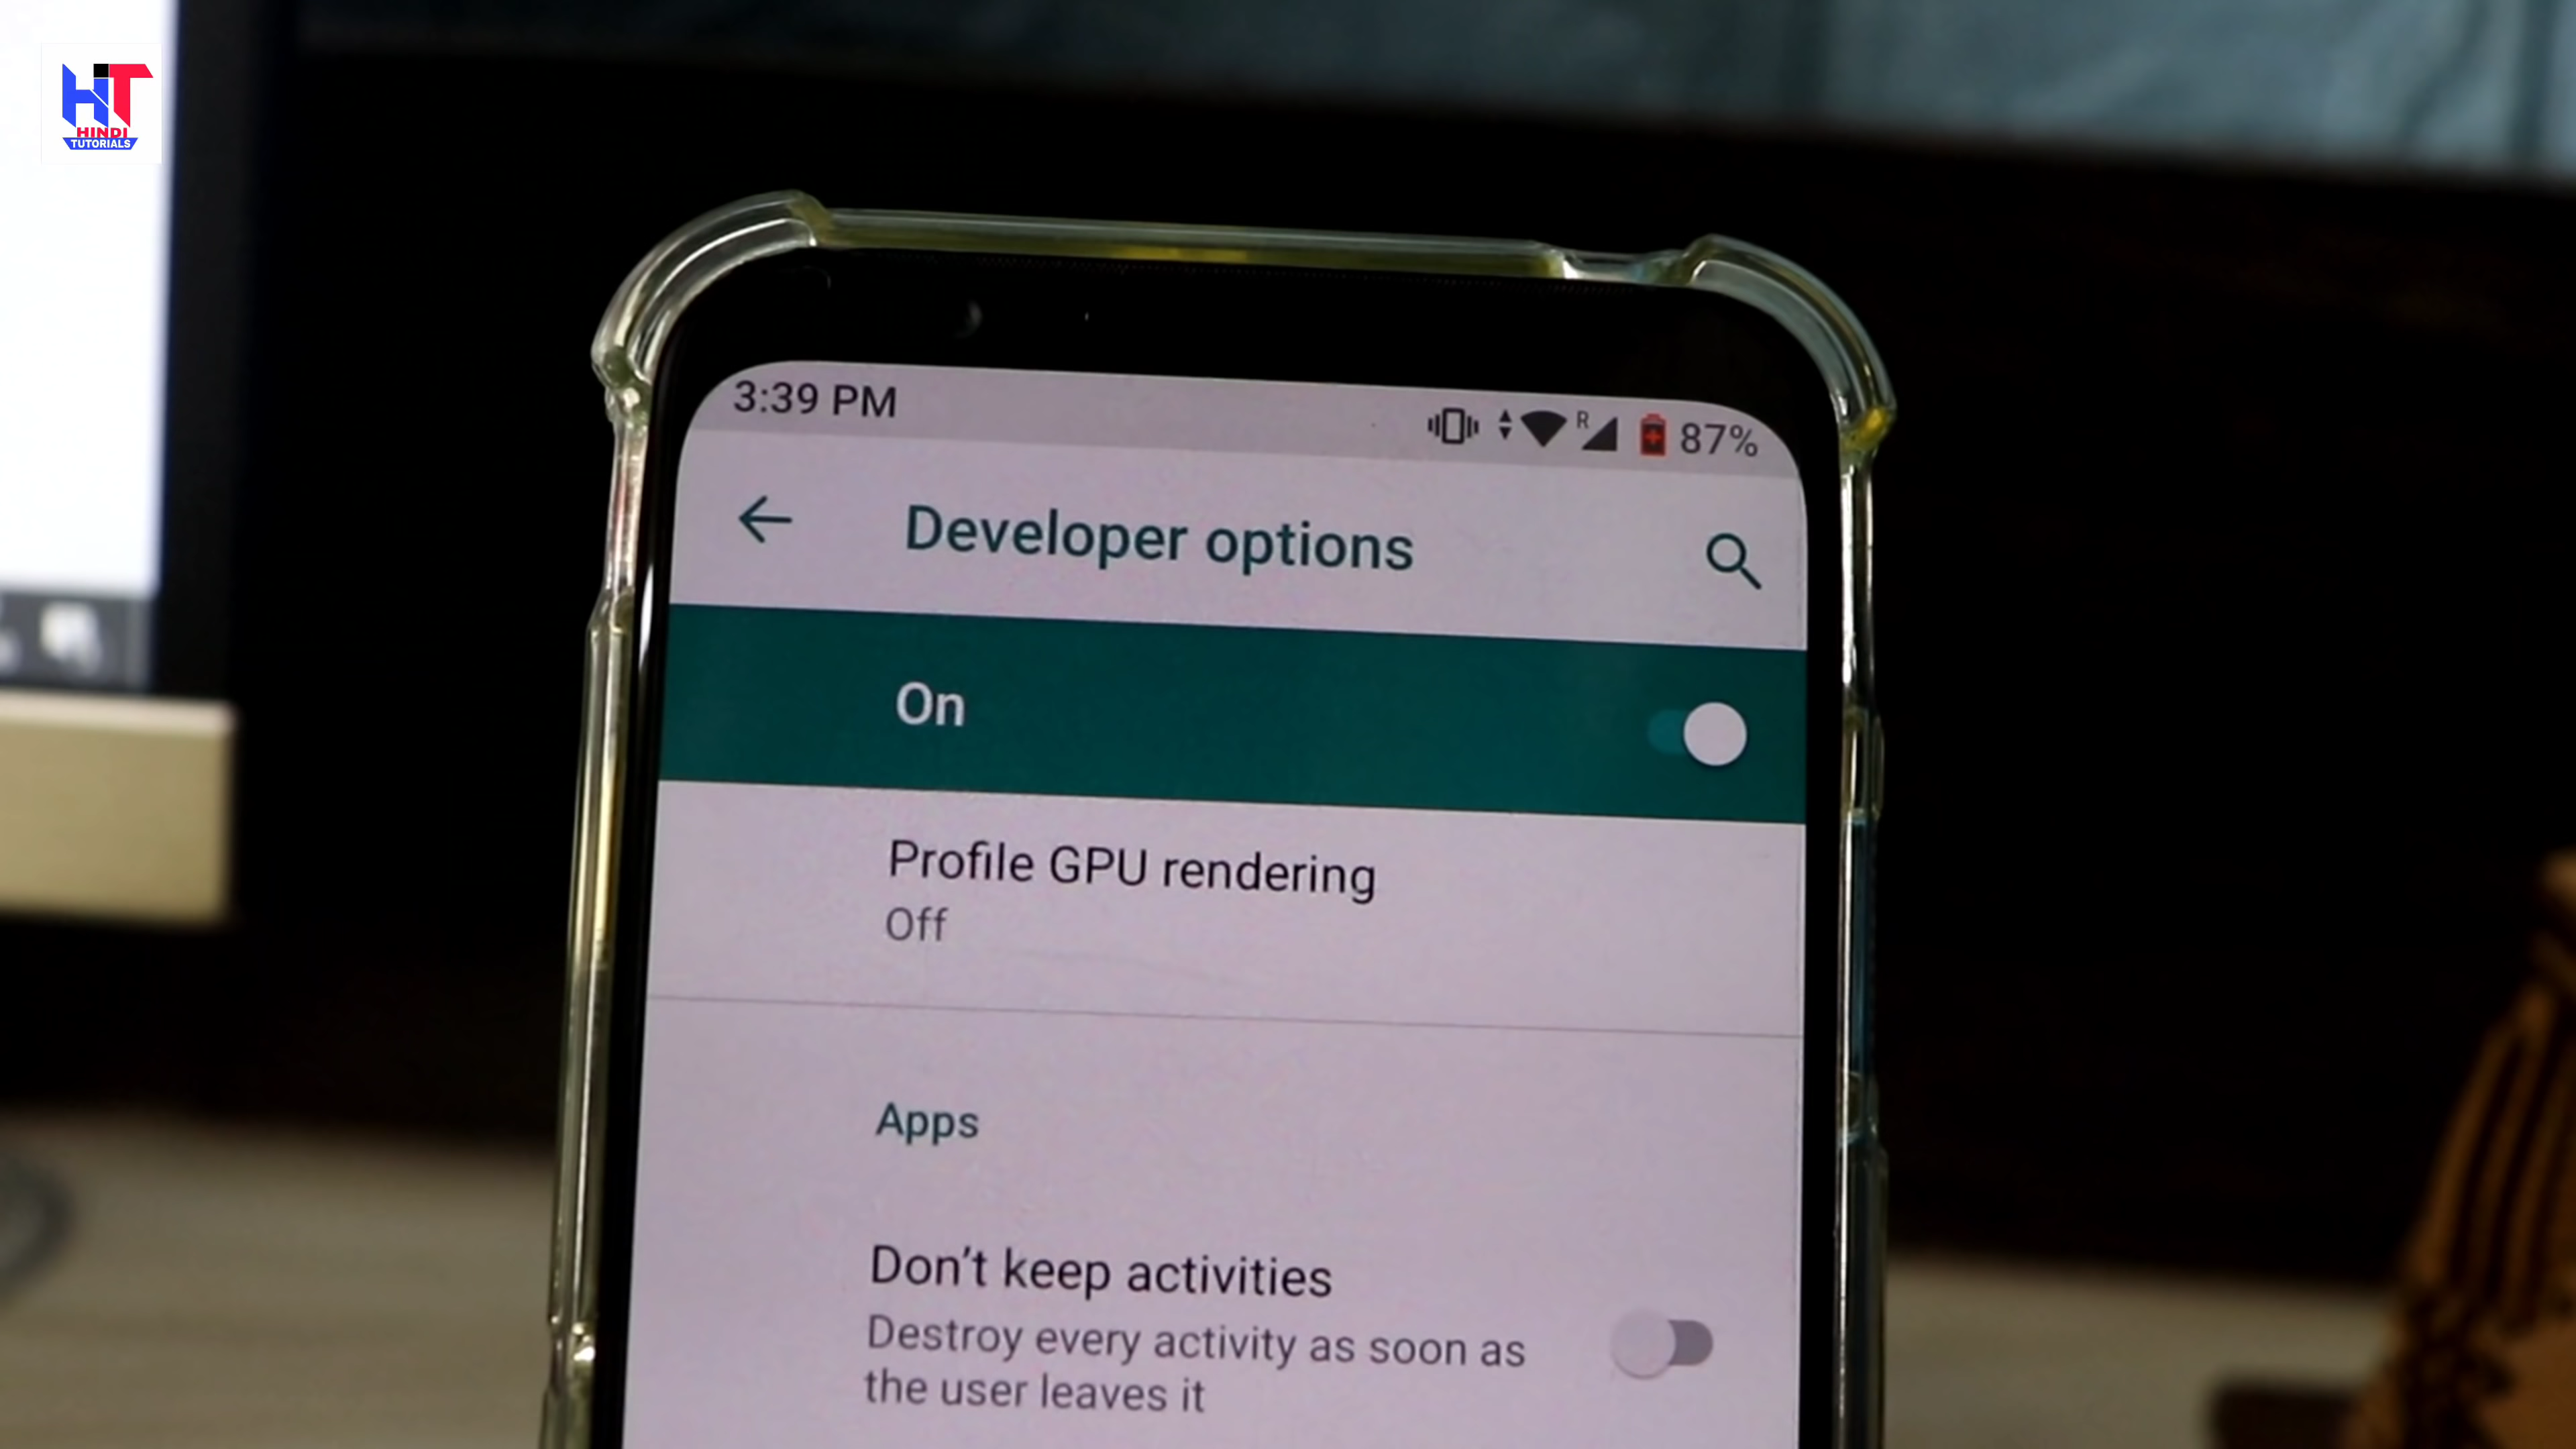 HT
HINDI
TUTORIALS
3:39 PM
R
87%
Developer options
On
Profile GPU rendering
Off
Apps
Don't keep activities
Destroy every activity as soon as
the user leaves it